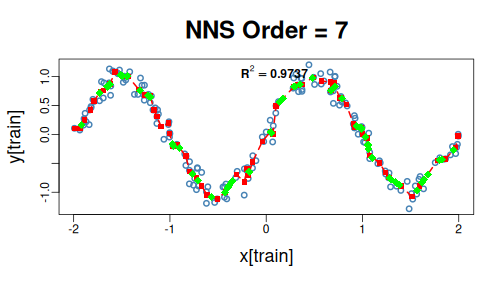 NNS Order = 7
R² = 0.9737
y[train]
1.0
0.5
0.0
-1.0
-2
-1
0
1
2
x[train]